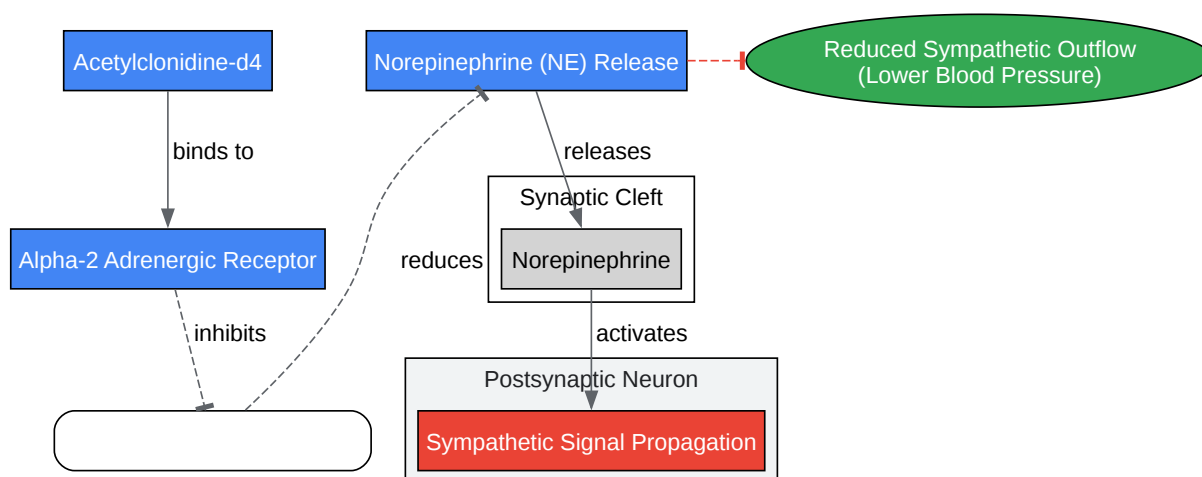 Acetylclonidine-d4
Norepinephrine (NE) Release
Reduced Sympathetic Outflow
(Lower Blood Pressure)
binds to
releases
Synaptic Cleft
Alpha-2 Adrenergic Receptor
reduces
Norepinephrine
inhibits
activates
Postsynaptic Neuron
Sympathetic Signal Propagation